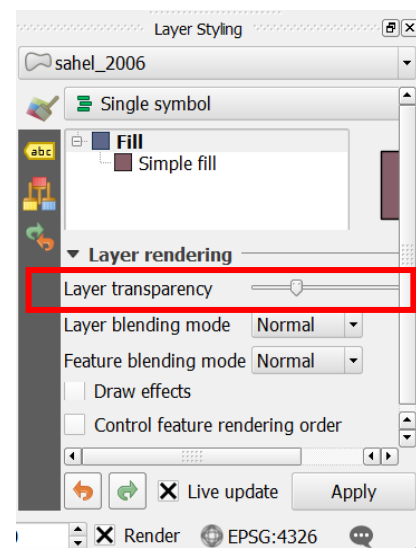 Layer Styling
sahel_2006
Single symbol
abc
Fill
Simple fill
Layer rendering
Layer transparency
Layer blending mode Normal
Feature blending mode Normal
Draw effects
Control feature rendering order
Live update Apply
Render EPSG:4326